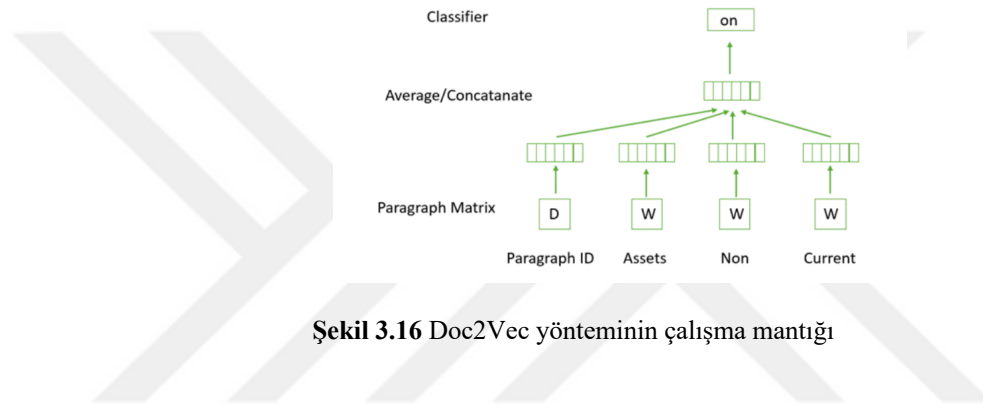 Classifier on
Average/Concatanate
Paragraph Matrix D W W W
Paragraph ID Assets Non Current
Şekil 3.16 Doc2Vec yönteminin çalışma mantığı